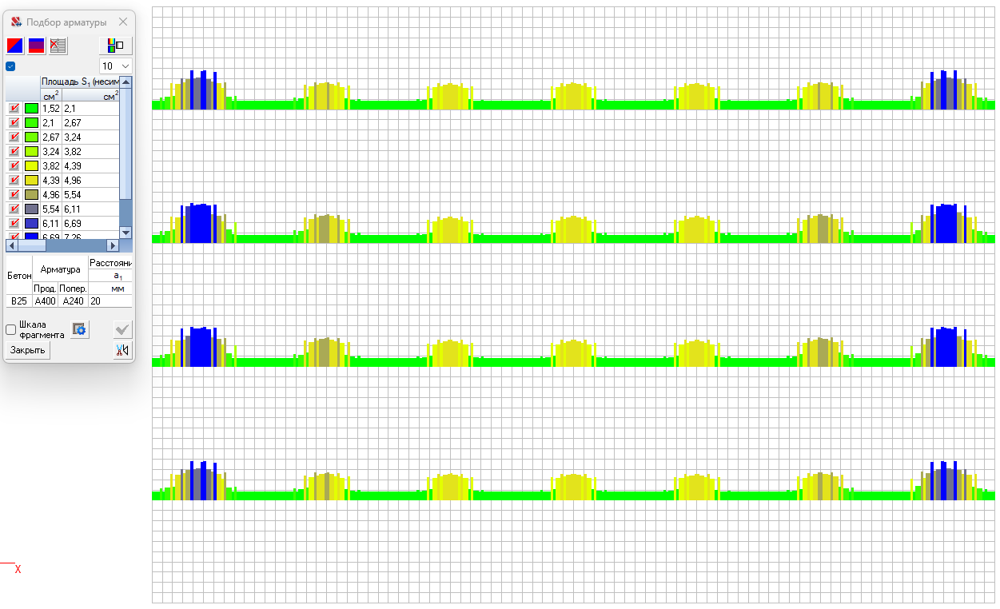 Подбор арматуры
10
Площадь S1 (несим
см2 см2
1,52 2,1
2,1 2,67
2,67 3,24
3,24 3,82
3,82 4,39
4,39 4,96
4,96 5,54
5,54 6,11
6,11 6,69
6,69 7,26
Бетон Арматура Расстояни
a1
Прод. Попер. мм
B25 A400 A240 20
Шкала
фрагмента
Закрыть
X